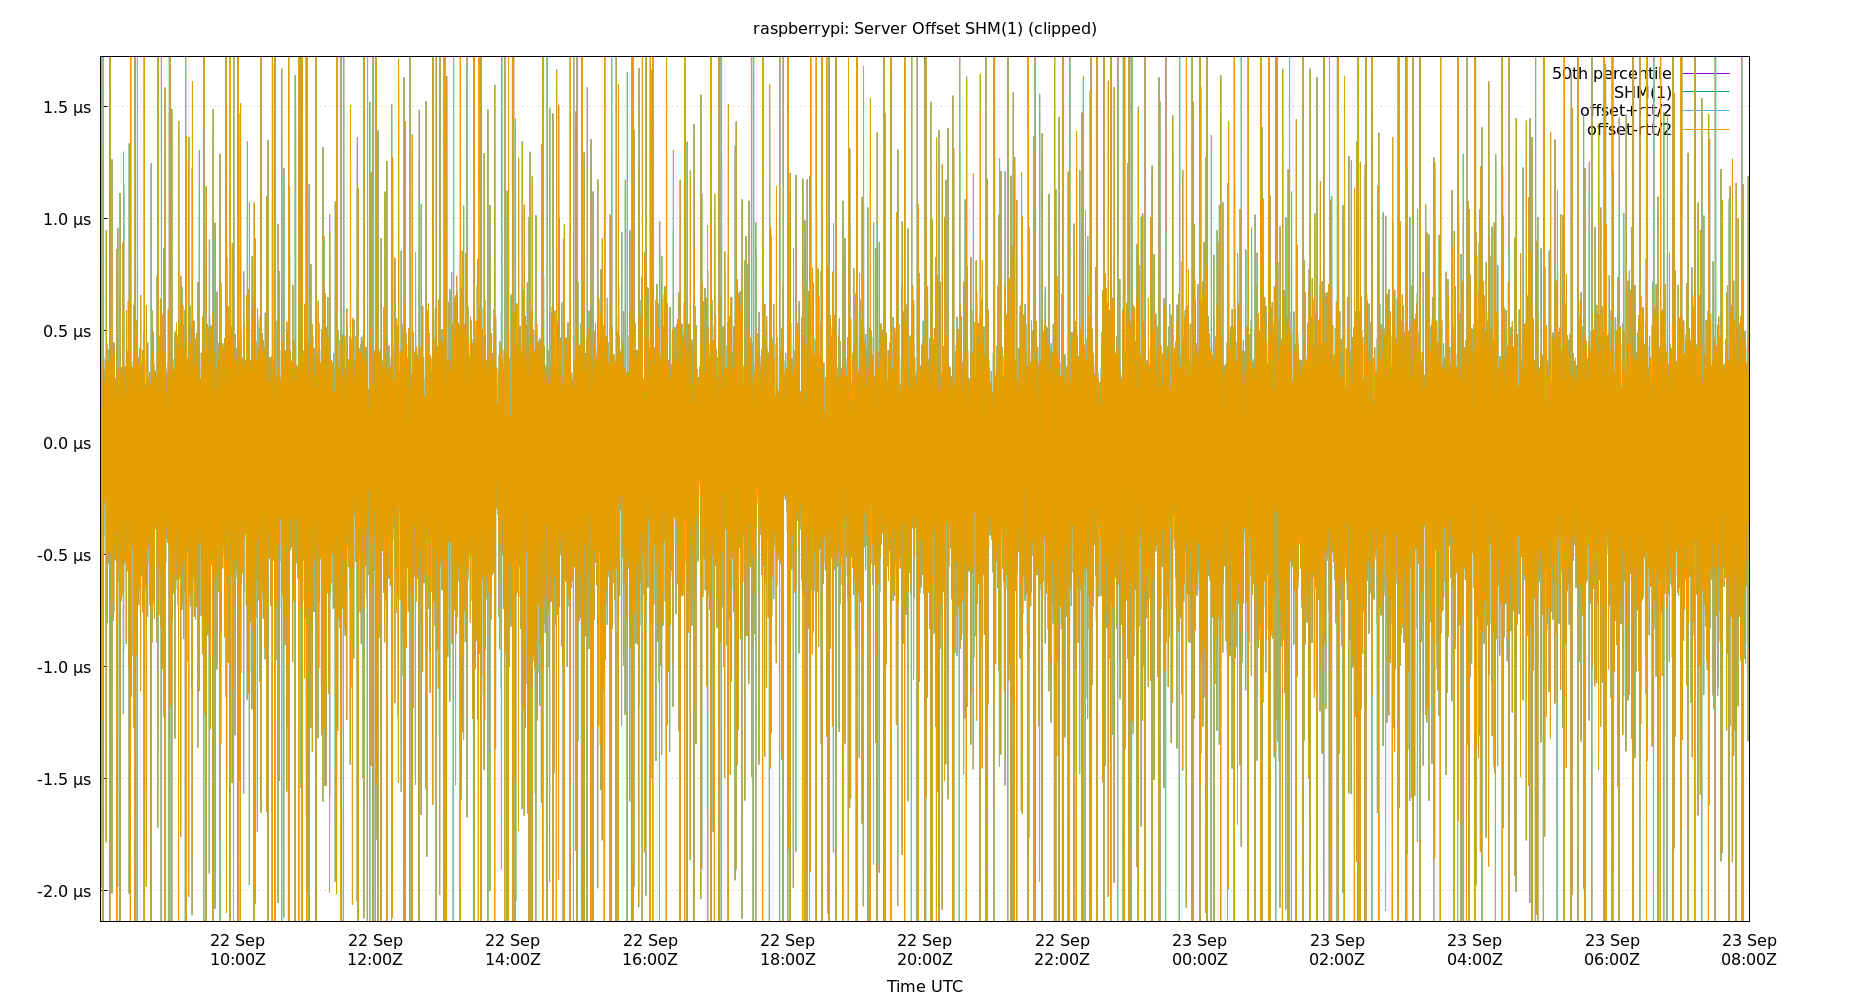 raspberrypi: Server Offset SHM(1) (clipped)
50th percentile
SHM(1)
offset+rtt/2
offset-rtt/2
1.5 µs
1.0 µs
0.5 µs
0.0 µs
-0.5 µs
-1.0 µs
-1.5 µs
-2.0 µs
22 Sep 22 Sep 22 Sep 22 Sep 22 Sep 22 Sep 22 Sep 23 Sep 23 Sep 23 Sep 23 Sep 23 Sep
10:00Z 12:00Z 14:00Z 16:00Z 18:00Z 20:00Z 22:00Z 00:00Z 02:00Z 04:00Z 06:00Z 08:00Z
Time UTC